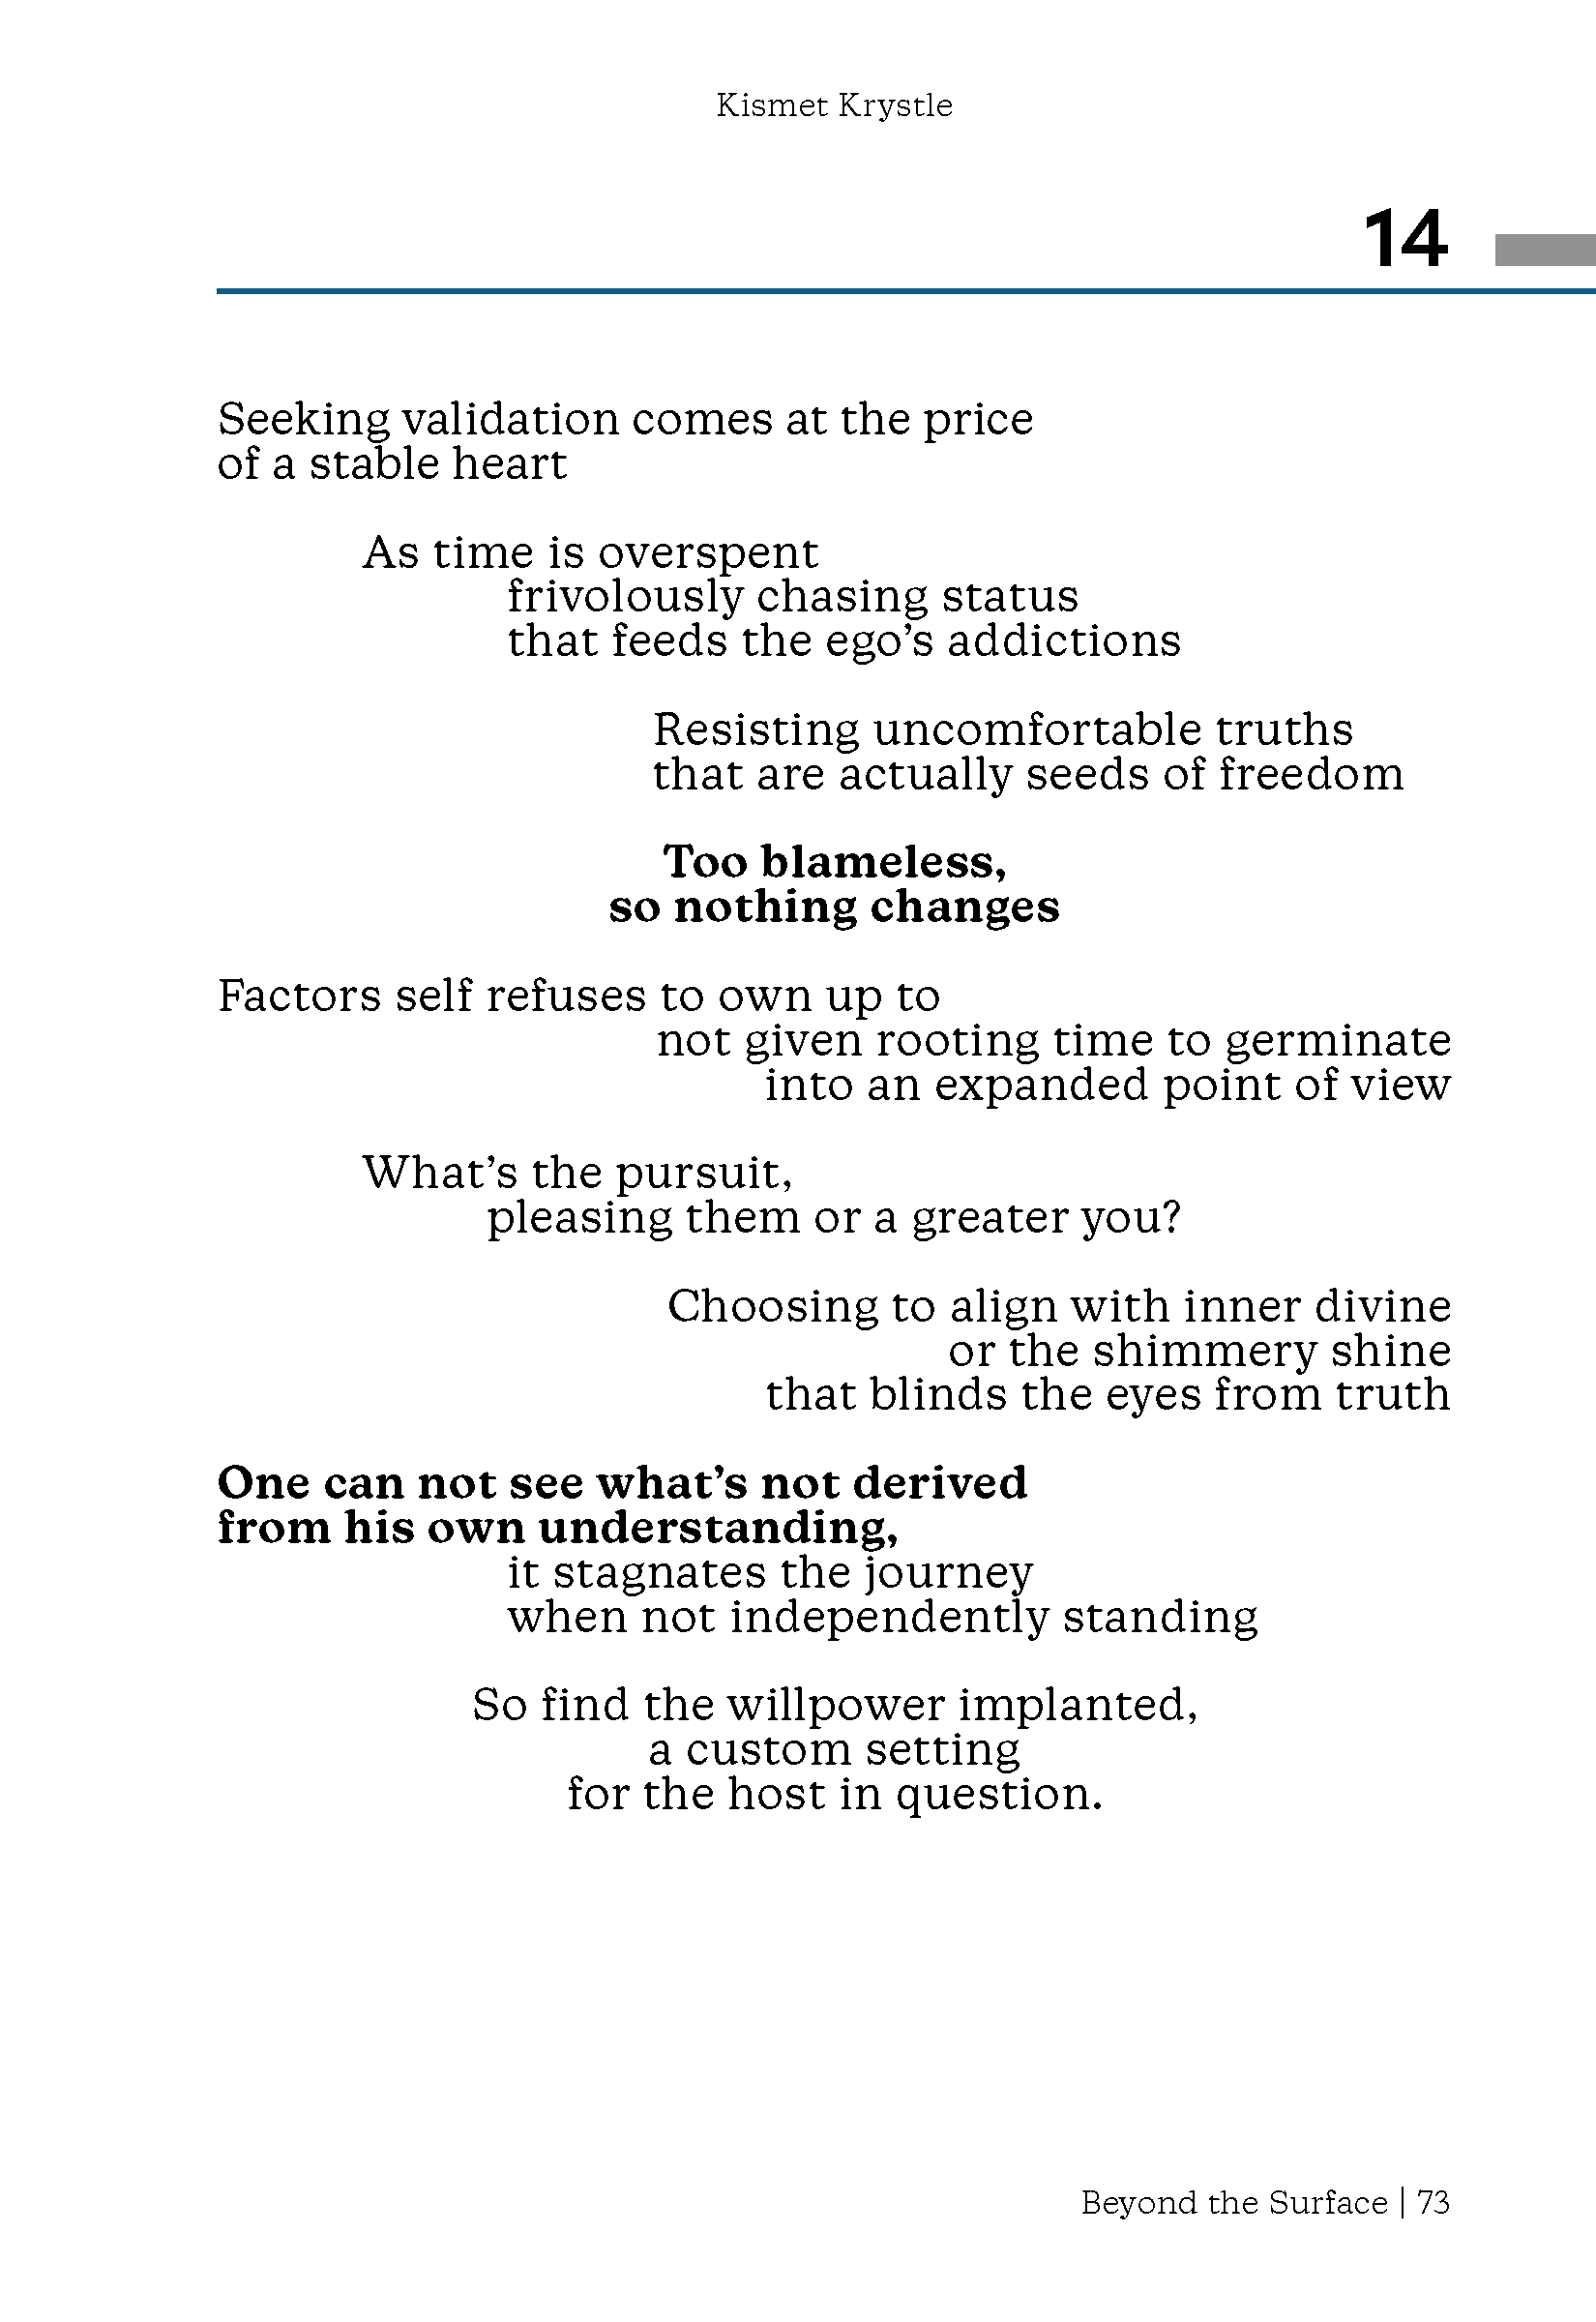 Kismet Krystle
14
Seeking validation comes at the price
of a stable heart
As time is overspent
frivolously chasing status
that feeds the ego’s addictions
Resisting uncomfortable truths
that are actually seeds of freedom
Too blameless,
so nothing changes
Factors self refuses to own up to
not given rooting time to germinate
into an expanded point of view
What’s the pursuit,
pleasing them or a greater you?
Choosing to align with inner divine
or the shimmery shine
that blinds the eyes from truth
One can not see what’s not derived
from his own understanding,
it stagnates the journey
when not independently standing
So find the willpower implanted,
a custom setting
for the host in question.
Beyond the Surface | 73